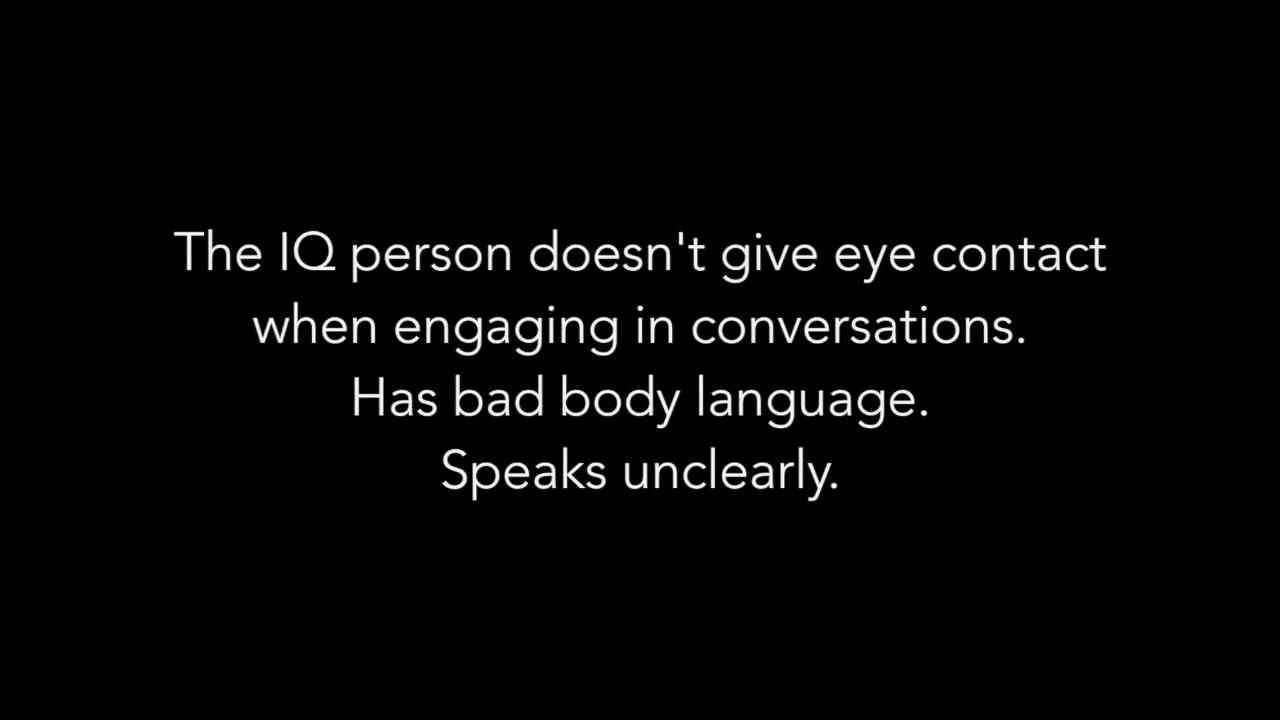 The IQ person doesn't give eye contact
when engaging in conversations.
Has bad body language.
Speaks unclearly.